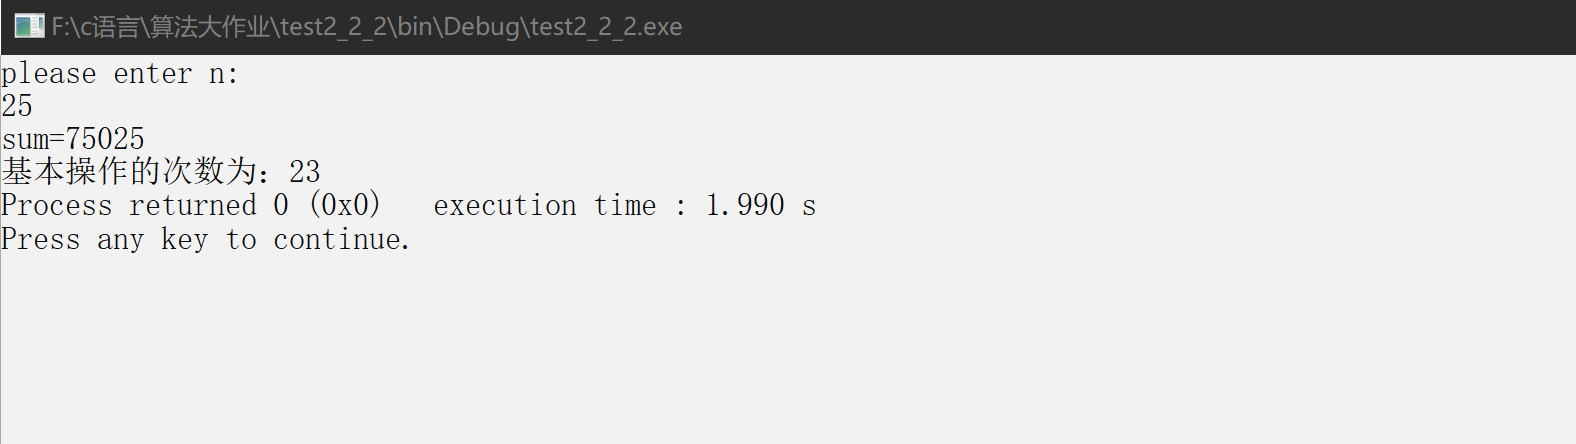 F:\c语言\算法大作业\test2_2_2\bin\Debug\test2_2_2.exe
please enter n:
25
sum=75025
基本操作的次数为：23
Process returned 0 (0x0)   execution time : 1.990 s
Press any key to continue.